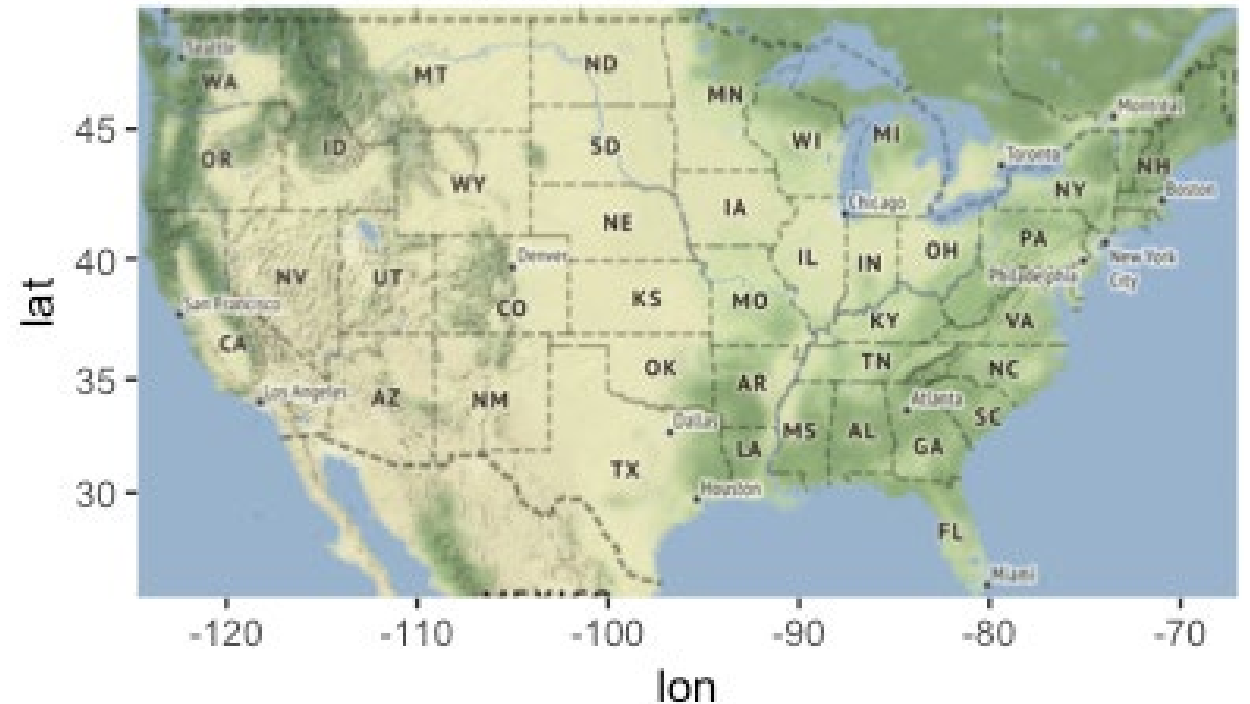 Seattle
WA
MT
ND
MN
Montréal
45
OR
ID
SD
WI
MI
Toronto
NH
WY
NY
Boston
IA
Chicago
NE
PA
40
NV
UT
Denver
IL
IN
OH
Philadelphia
New York
City
San Francisco
CO
KS
MO
KY
VA
lat
CA
OK
TN
NC
35
Los Angeles
AZ
NM
AR
Atlanta
SC
Dallas
LA
MS
AL
GA
TX
30
Houston
FL
Miami
MEXICO
-120
-110
-100
-90
-80
-70
lon